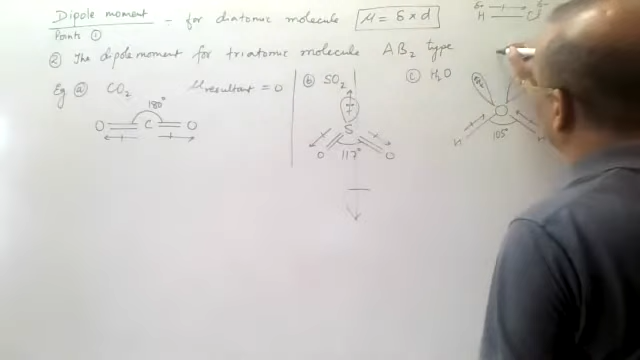 Dipole moment - for diatomic molecule μ = δ × d
δ+ δ-
H Cl
Points ①
② The dipole moment for triatomic molecule AB2 type
Eg ⓐ CO2 μresultant = 0
180°
O C O
ⓑ SO2
S
O O
117°
ⓒ H2O
O
H H
105°